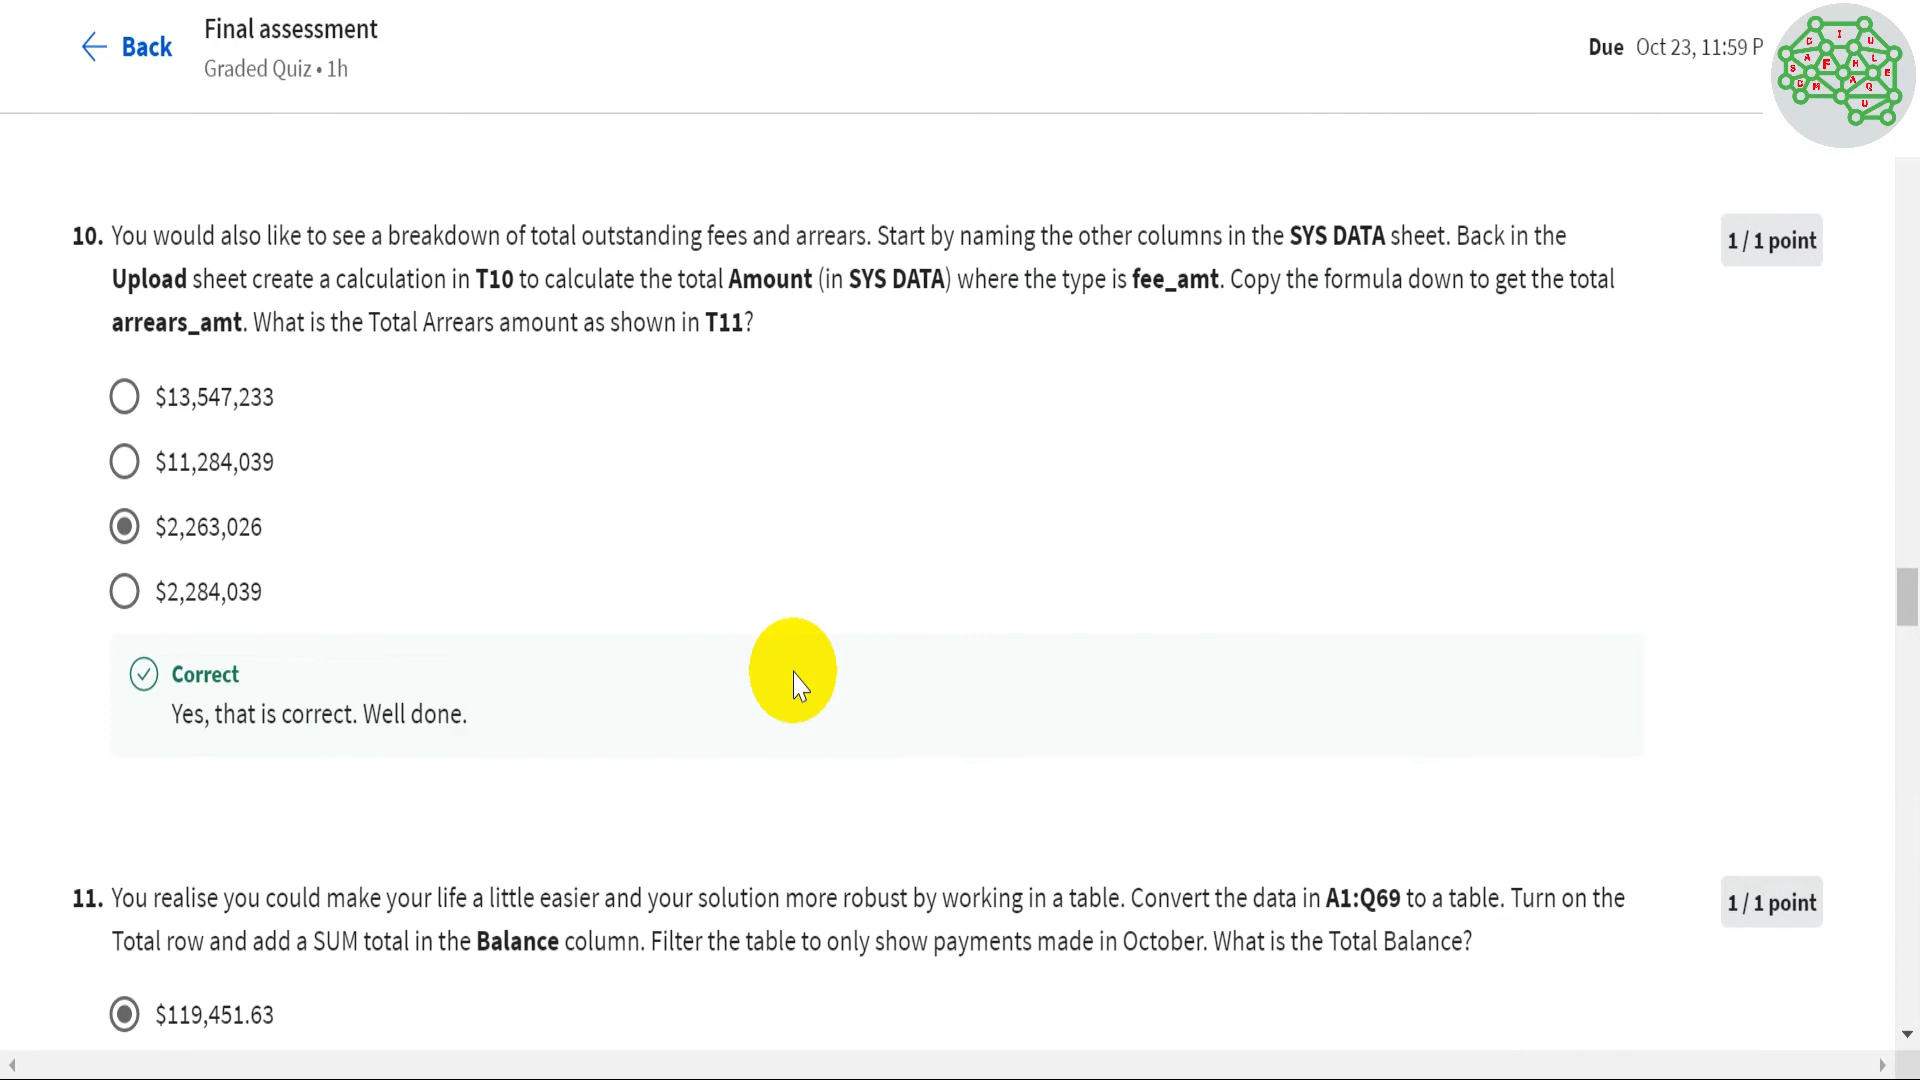 Back
Final assessment
Graded Quiz • 1h
Due Oct 23, 11:59 P
10. You would also like to see a breakdown of total outstanding fees and arrears. Start by naming the other columns in the SYS DATA sheet. Back in the
Upload sheet create a calculation in T10 to calculate the total Amount (in SYS DATA) where the type is fee_amt. Copy the formula down to get the total
arrears_amt. What is the Total Arrears amount as shown in T11?
1 / 1 point
$13,547,233
$11,284,039
$2,263,026
$2,284,039
Correct
Yes, that is correct. Well done.
11. You realise you could make your life a little easier and your solution more robust by working in a table. Convert the data in A1:Q69 to a table. Turn on the
Total row and add a SUM total in the Balance column. Filter the table to only show payments made in October. What is the Total Balance?
1 / 1 point
$119,451.63